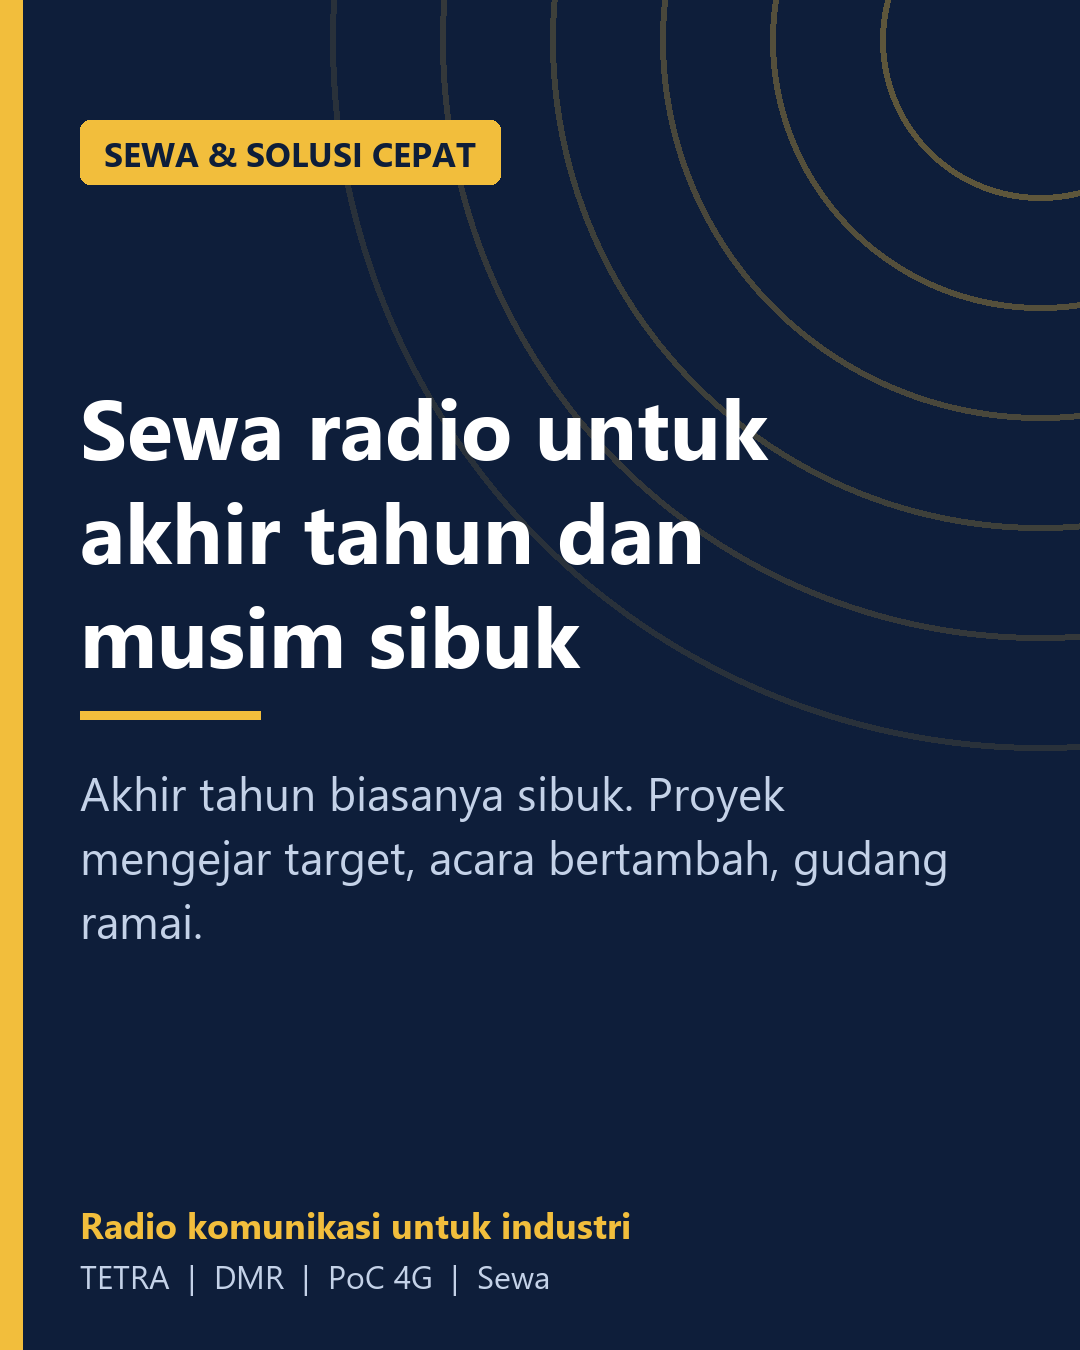 SEWA & SOLUSI CEPAT
Sewa radio untuk
akhir tahun dan
musim sibuk
Akhir tahun biasanya sibuk. Proyek
mengejar target, acara bertambah, gudang
ramai.
Radio komunikasi untuk industri
TETRA | DMR | PoC 4G | Sewa